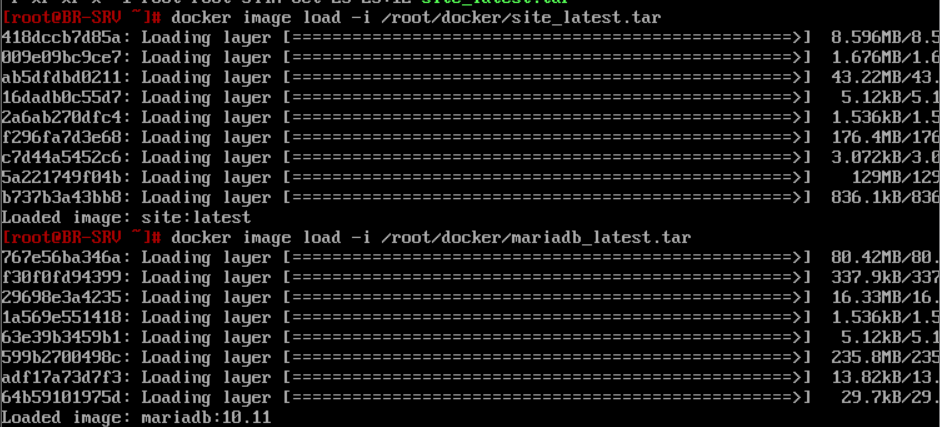 [root@BR-SRV ~]# docker image load -i /root/docker/site_latest.tar
418dccb7d85a: Loading layer [==================================================>]  8.596MB/8.5
009e09bc9ce7: Loading layer [==================================================>]  1.676MB/1.6
ab5dfdbd0211: Loading layer [==================================================>]  43.22MB/43.
16dadb0c55d7: Loading layer [==================================================>]  5.12kB/5.1
2a6ab270dfc4: Loading layer [==================================================>]  1.536kB/1.5
f296fa7d3e68: Loading layer [==================================================>]  176.4MB/176
c7d44a5452c6: Loading layer [==================================================>]  3.072kB/3.0
5a221749f04b: Loading layer [==================================================>]  129MB/129
b737b3a43bb8: Loading layer [==================================================>]  836.1kB/836
Loaded image: site:latest
[root@BR-SRV ~]# docker image load -i /root/docker/mariadb_latest.tar
767e56ba346a: Loading layer [==================================================>]  80.42MB/80.
f30f0fd94399: Loading layer [==================================================>]  337.9kB/337
29698e3a4235: Loading layer [==================================================>]  16.33MB/16.
1a569e551418: Loading layer [==================================================>]  1.536kB/1.5
63e39b3459b1: Loading layer [==================================================>]  5.12kB/5.1
599b2700498c: Loading layer [==================================================>]  235.8MB/235
adf17a73d7f3: Loading layer [==================================================>]  13.82kB/13.
64b59101975d: Loading layer [==================================================>]  29.7kB/29.
Loaded image: mariadb:10.11